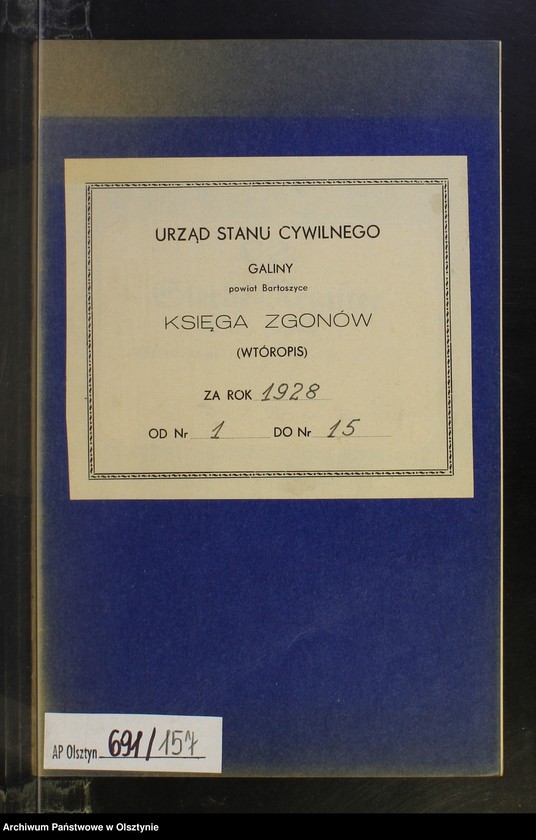 URZĄD STANU CYWILNEGO
GALINY
powiat Bartoszyce
KSIĘGA ZGONÓW
(WTÓROPIS)
ZA ROK 1928
OD Nr 1 DO Nr 15
AP Olsztyn 691/157
Archiwum Państwowe w Olsztynie